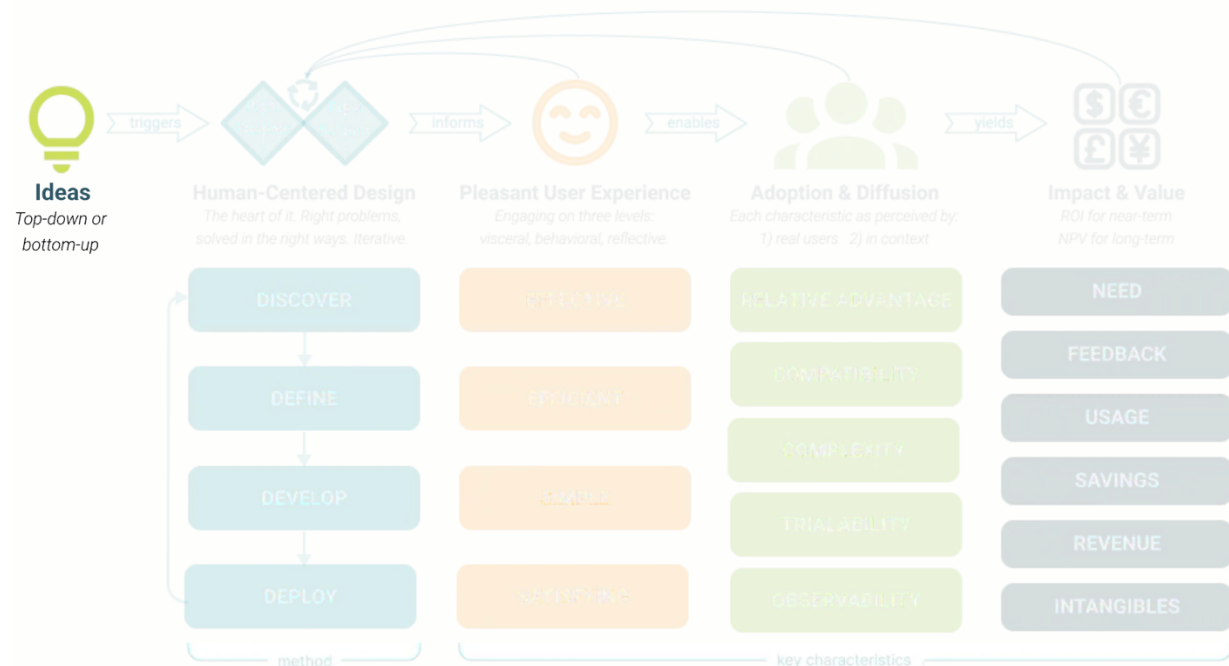 triggers
informs
enables
yields
Ideas
Top-down or
bottom-up
Human-Centered Design
The heart of it. Right problems,
solved in the right ways. Iterative.
Pleasant User Experience
Engaging on three levels:
visceral, behavioral, reflective.
Adoption & Diffusion
Each characteristic as perceived by:
1) real users 2) in context
Impact & Value
ROI for near-term
NPV for long-term
DISCOVER
DEFINE
DEVELOP
DEPLOY
EFFECTIVE
EFFICIENT
SIMPLE
SATISFYING
RELATIVE ADVANTAGE
COMPATIBILITY
COMPLEXITY
TRIALABILITY
OBSERVABILITY
NEED
FEEDBACK
USAGE
SAVINGS
REVENUE
INTANGIBLES
method
key characteristics
$ €
£ ¥